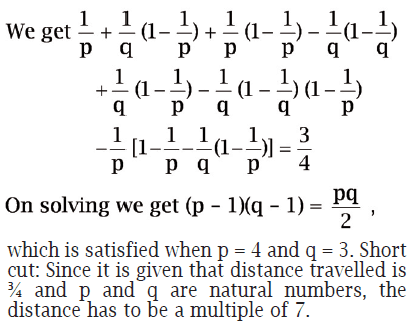 We get 1/p + 1/q (1- 1/p) + 1/p (1- 1/p) - 1/q (1- 1/q)
+ 1/q (1- 1/p) - 1/q (1 - 1/q) (1- 1/p)
- 1/p [1- 1/p - 1/q (1- 1/p)] = 3/4
On solving we get (p - 1)(q - 1) = pq/2 ,
which is satisfied when p = 4 and q = 3. Short
cut: Since it is given that distance travelled is
¾ and p and q are natural numbers, the
distance has to be a multiple of 7.